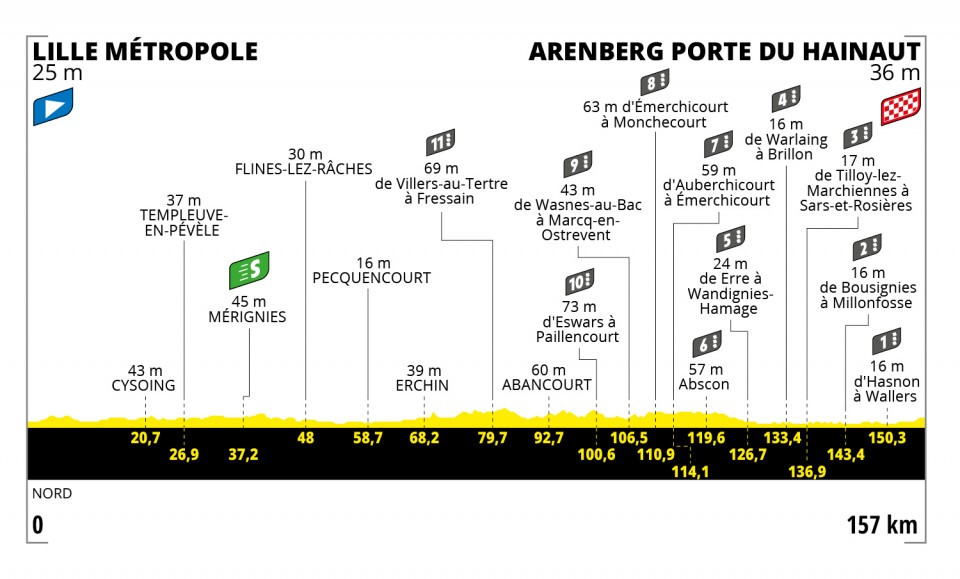 LILLE MÉTROPOLE
25 m
ARENBERG PORTE DU HAINAUT
36 m
8
63 m d'Émerchicourt
à Monchecourt
4
16 m
de Warlaing
à Brillon
3
17 m
de Tilloy-lez-
Marchiennes à
Sars-et-Rosières
7
59 m
d'Auberchicourt
à Émerchicourt
11
69 m
de Villers-au-Tertre
à Fressain
9
43 m
de Wasnes-au-Bac
à Marcq-en-
Ostrevent
30 m
FLINES-LEZ-RÂCHES
37 m
TEMPLEUVE-
EN-PÉVÈLE
S
45 m
MÉRIGNIES
16 m
PECQUENCOURT
10
73 m
d'Eswars à
Paillencourt
5
24 m
de Erre à
Wandignies-
Hamage
2
16 m
de Bousignies
à Millonfosse
6
57 m
Abscon
1
16 m
d'Hasnon
à Wallers
43 m
CYSOING
39 m
ERCHIN
60 m
ABANCOURT
20,7
26,9
37,2
48
58,7
68,2
79,7
92,7
100,6
106,5
110,9
114,1
119,6
126,7
133,4
136,9
143,4
150,3
NORD
0
157 km